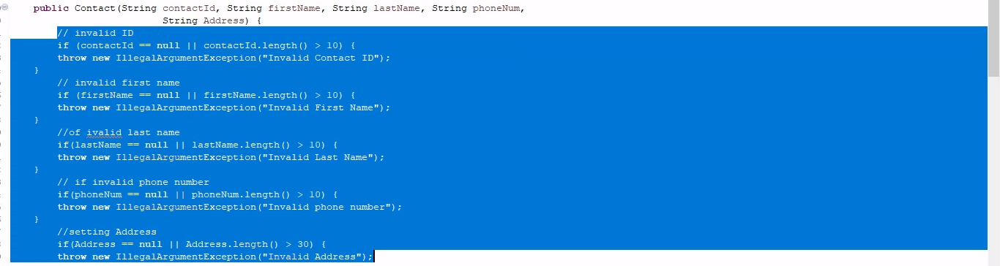 public Contact(String contactId, String firstName, String lastName, String phoneNum,
String Address) {
// invalid ID
if (contactId == null || contactId.length() > 10) {
throw new IllegalArgumentException("Invalid Contact ID");
}
// invalid first name
if (firstName == null || firstName.length() > 10) {
throw new IllegalArgumentException("Invalid First Name");
}
//of ivalid last name
if(lastName == null || lastName.length() > 10) {
throw new IllegalArgumentException("Invalid Last Name");
}
// if invalid phone number
if(phoneNum == null || phoneNum.length() > 10) {
throw new IllegalArgumentException("Invalid phone number");
}
//setting Address
if(Address == null || Address.length() > 30) {
throw new IllegalArgumentException("Invalid Address");